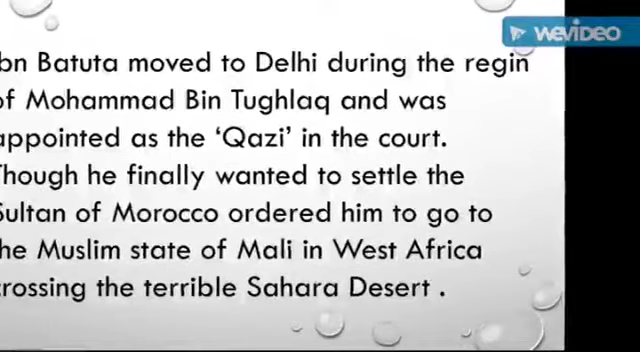 WEVIDEO
bn Batuta moved to Delhi during the regin
of Mohammad Bin Tughlaq and was
appointed as the ‘Qazi’ in the court.
Though he finally wanted to settle the
Sultan of Morocco ordered him to go to
the Muslim state of Mali in West Africa
crossing the terrible Sahara Desert .